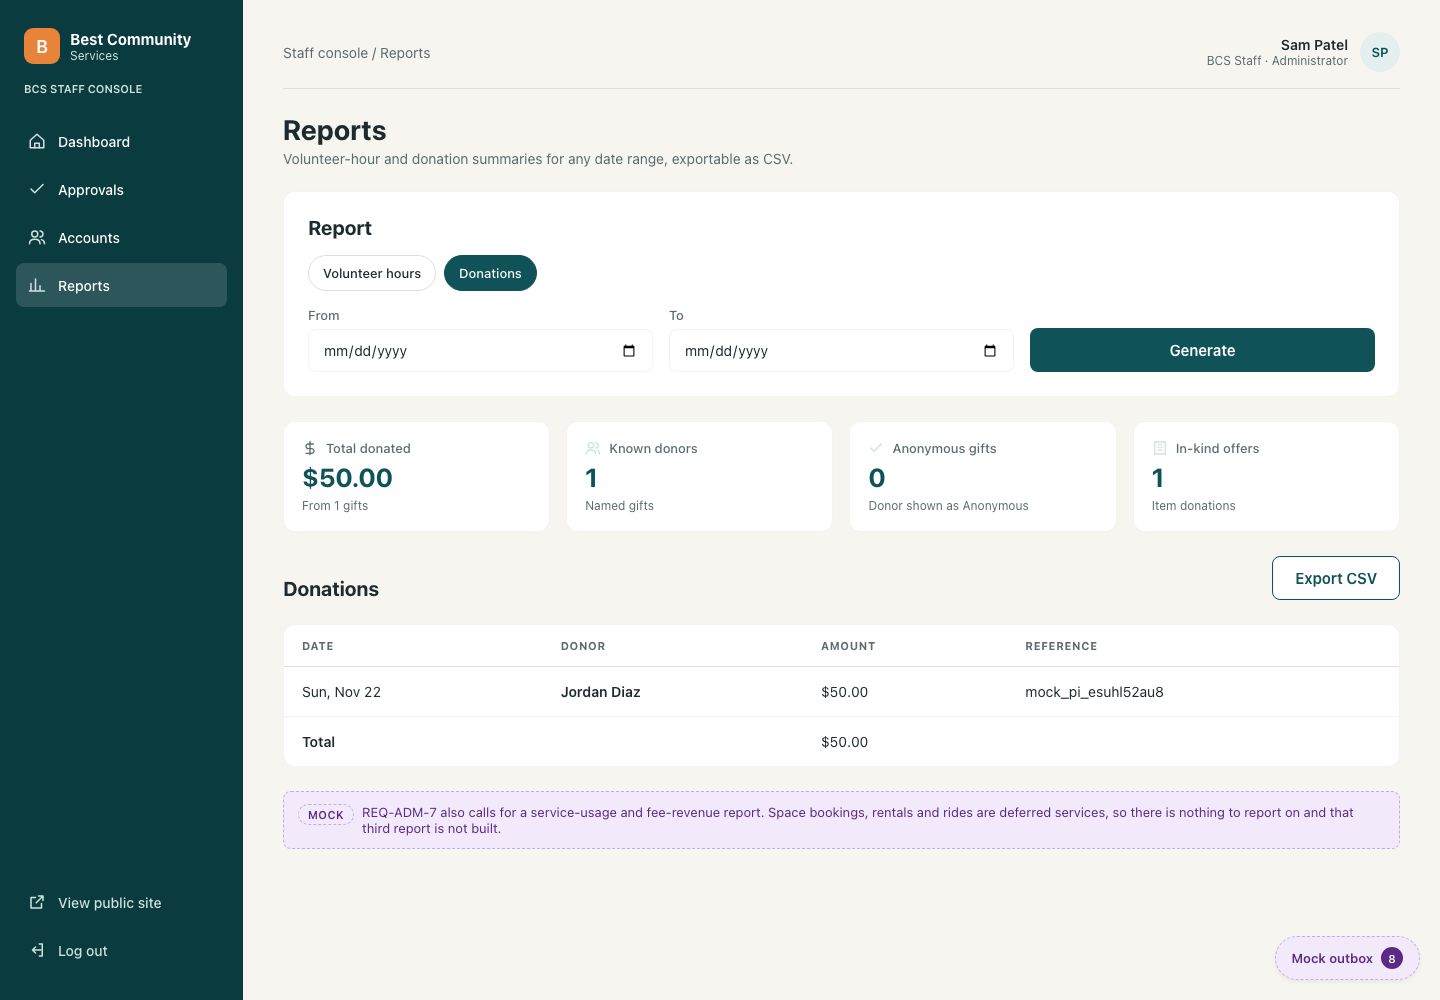 B
Best Community
Services
BCS STAFF CONSOLE
Dashboard
Approvals
Accounts
Reports
View public site
Log out
Staff console / Reports
Sam Patel
BCS Staff · Administrator
SP
Reports
Volunteer-hour and donation summaries for any date range, exportable as CSV.
Report
Volunteer hours
Donations
From
To
mm/dd/yyyy
mm/dd/yyyy
Generate
Total donated
$50.00
From 1 gifts
Known donors
1
Named gifts
Anonymous gifts
0
Donor shown as Anonymous
In-kind offers
1
Item donations
Donations
Export CSV
DATE DONOR AMOUNT REFERENCE
Sun, Nov 22 Jordan Diaz $50.00 mock_pi_esuhl52au8
Total $50.00
MOCK
REQ-ADM-7 also calls for a service-usage and fee-revenue report. Space bookings, rentals and rides are deferred services, so there is nothing to report on and that
third report is not built.
Mock outbox 8